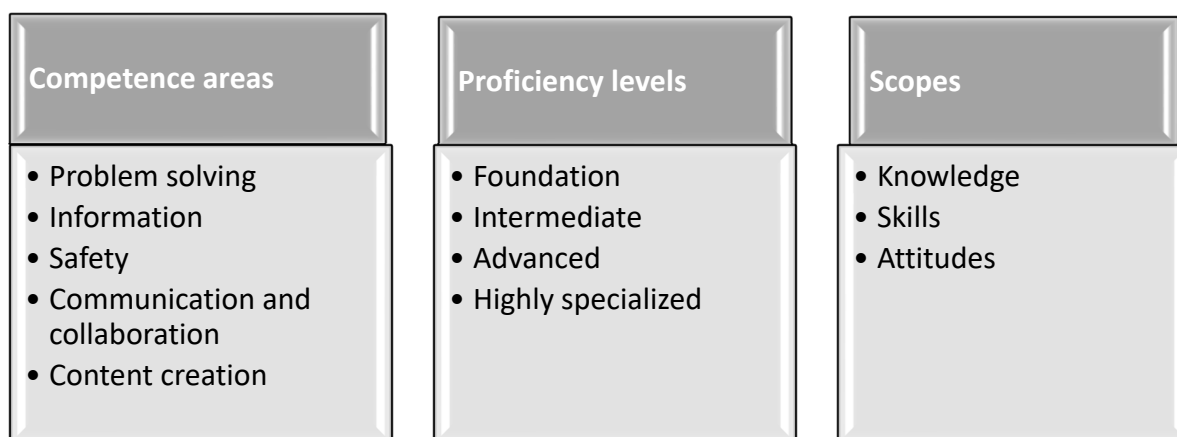 Competence areas
• Problem solving
• Information
• Safety
• Communication and
collaboration
• Content creation
Proficiency levels
• Foundation
• Intermediate
• Advanced
• Highly specialized
Scopes
• Knowledge
• Skills
• Attitudes